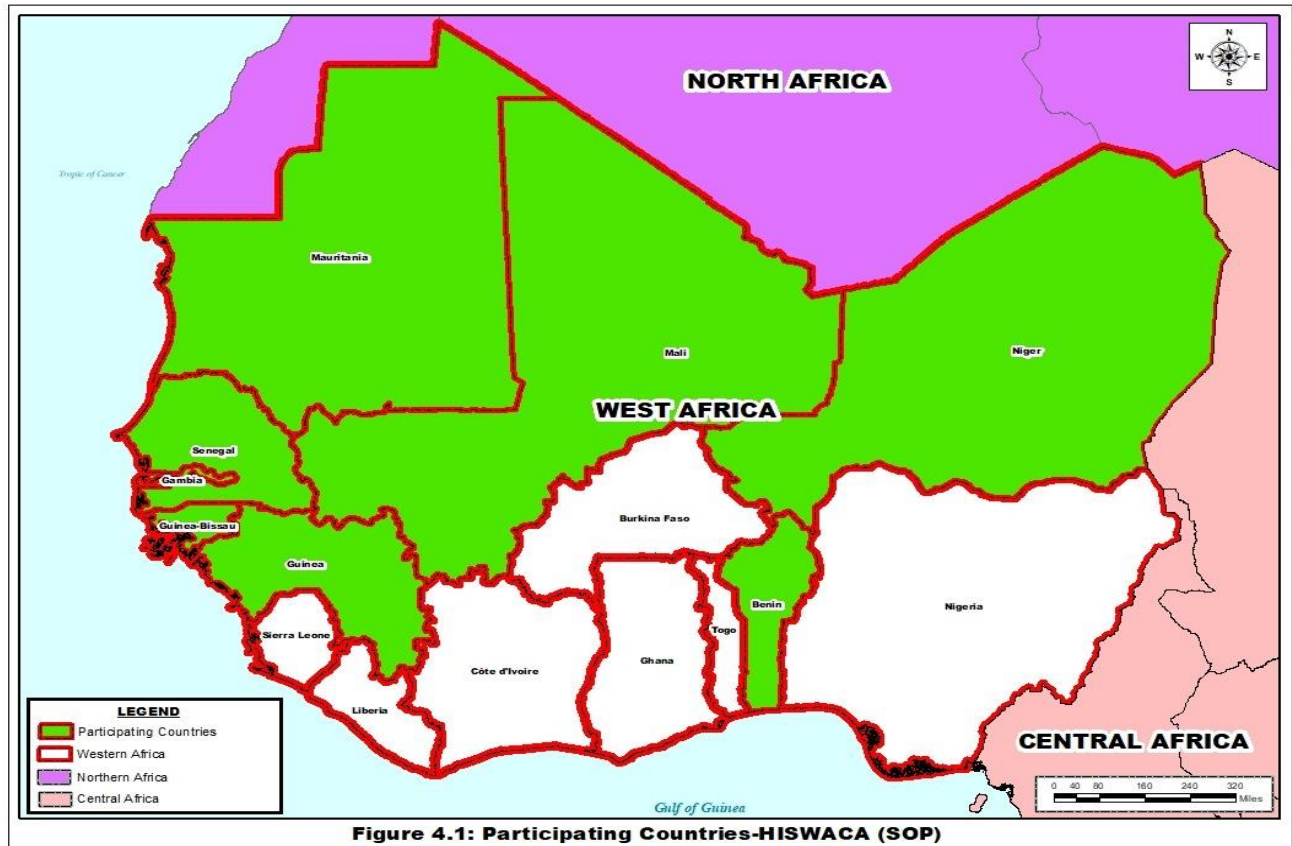 N
W E
S
NORTH AFRICA
Tropic of Cancer
Mauritania
Mali
Niger
WEST AFRICA
Senegal
Gambia
Guinea-Bissau
Burkina Faso
Guinea
Benin
Nigeria
Sierra Leone
Togo
Ghana
Côte d'Ivoire
Liberia
LEGEND
Participating Countries
Western Africa
Northern Africa
Central Africa
CENTRAL AFRICA
0 40 80 160 240 320
Miles
Gulf of Guinea
Figure 4.1: Participating Countries-HISWACA (SOP)